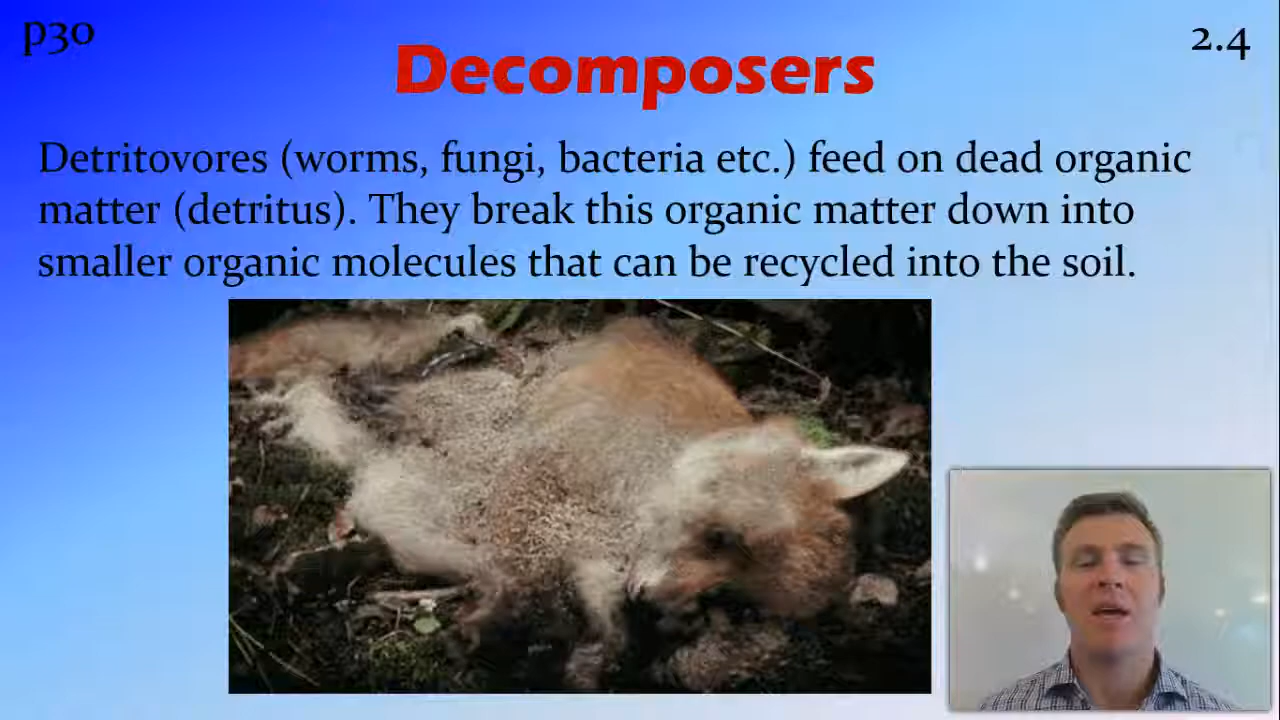 p30
2.4
Decomposers
Detritovores (worms, fungi, bacteria etc.) feed on dead organic
matter (detritus). They break this organic matter down into
smaller organic molecules that can be recycled into the soil.